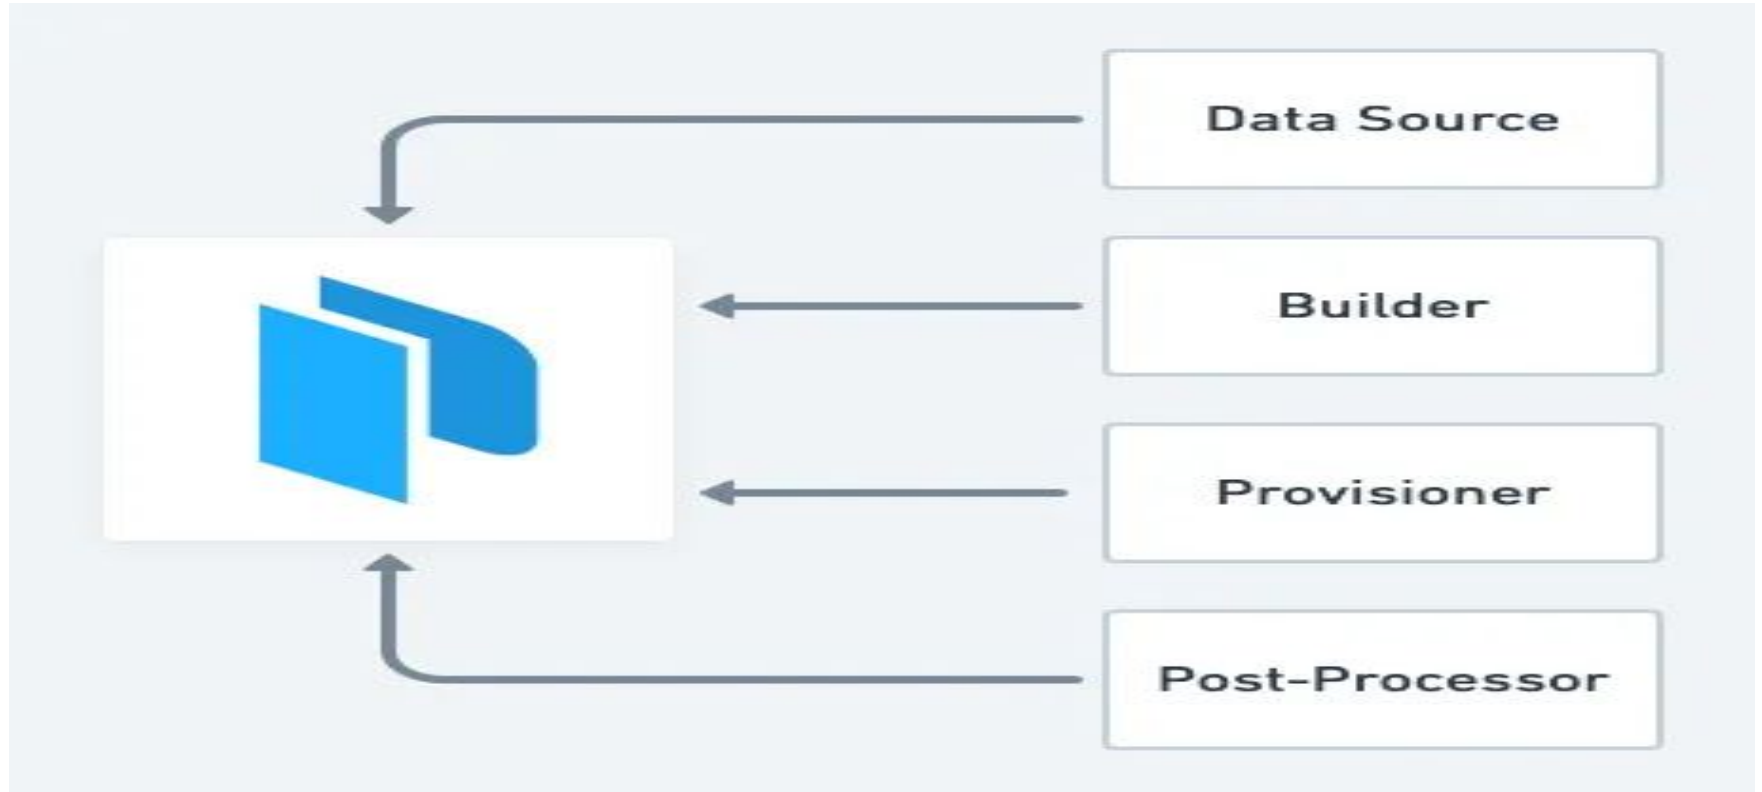 Data Source
Builder
Provisioner
Post-Processor